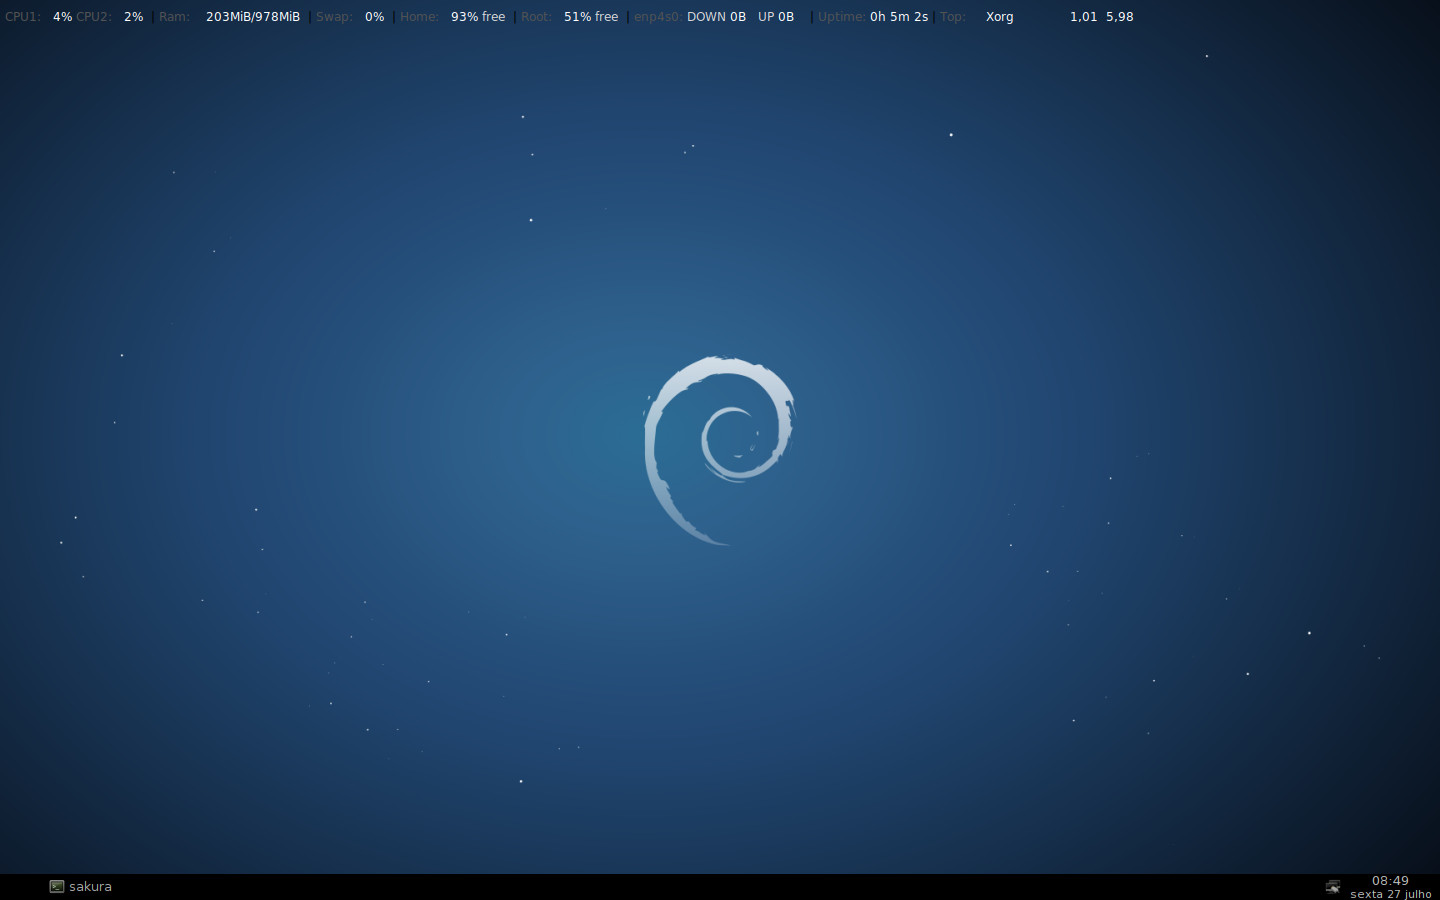 CPU1: 4% CPU2: 2% | Ram: 203MiB/978MiB | Swap: 0% | Home: 93% free | Root: 51% free | enp4s0: DOWN 0B UP 0B | Uptime: 0h 5m 2s | Top: Xorg 1,01 5,98
sakura
08:49
sexta 27 julho